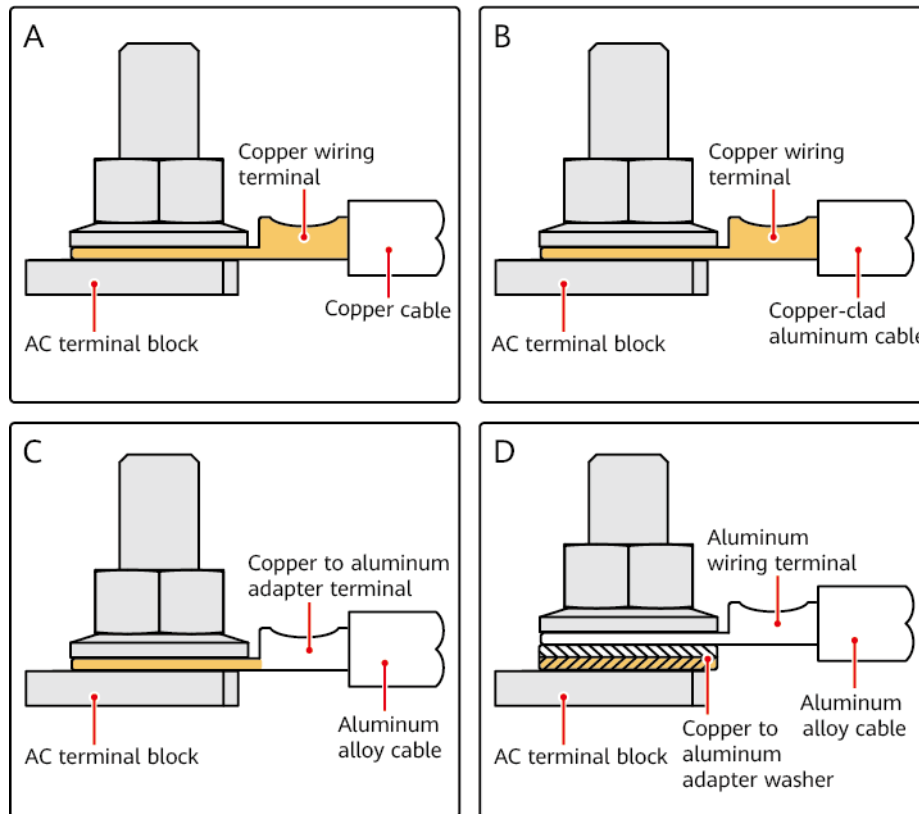 A
Copper wiring
terminal
Copper cable
AC terminal block
B
Copper wiring
terminal
Copper-clad
aluminum cable
AC terminal block
C
Copper to aluminum
adapter terminal
Aluminum
alloy cable
AC terminal block
D
Aluminum
wiring terminal
Aluminum
alloy cable
Copper to
aluminum
adapter washer
AC terminal block